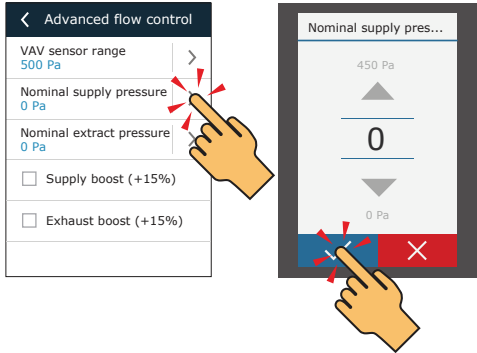 Advanced flow control
VAV sensor range
500 Pa
Nominal supply pressure
0 Pa
Nominal extract pressure
0 Pa
Supply boost (+15%)
Exhaust boost (+15%)
Nominal supply pres...
450 Pa
0
0 Pa